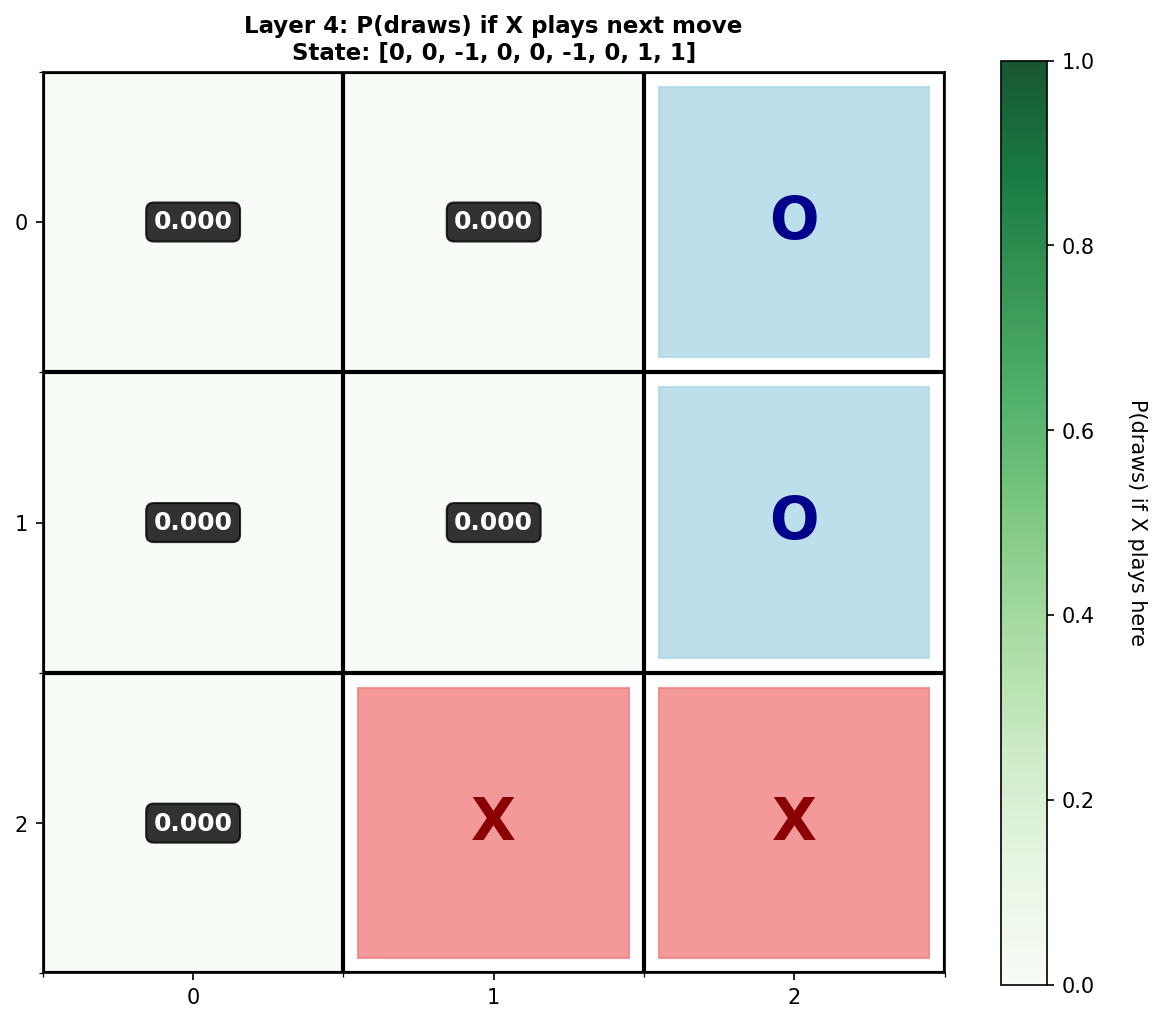 Layer 4: P(draws) if X plays next move
State: [0, 0, -1, 0, 0, -1, 0, 1, 1]
0
0.000
0.000
O
1
0.000
0.000
O
2
0.000
X
X
0
1
2
1.0
0.8
0.6
0.4
0.2
0.0
P(draws) if X plays here